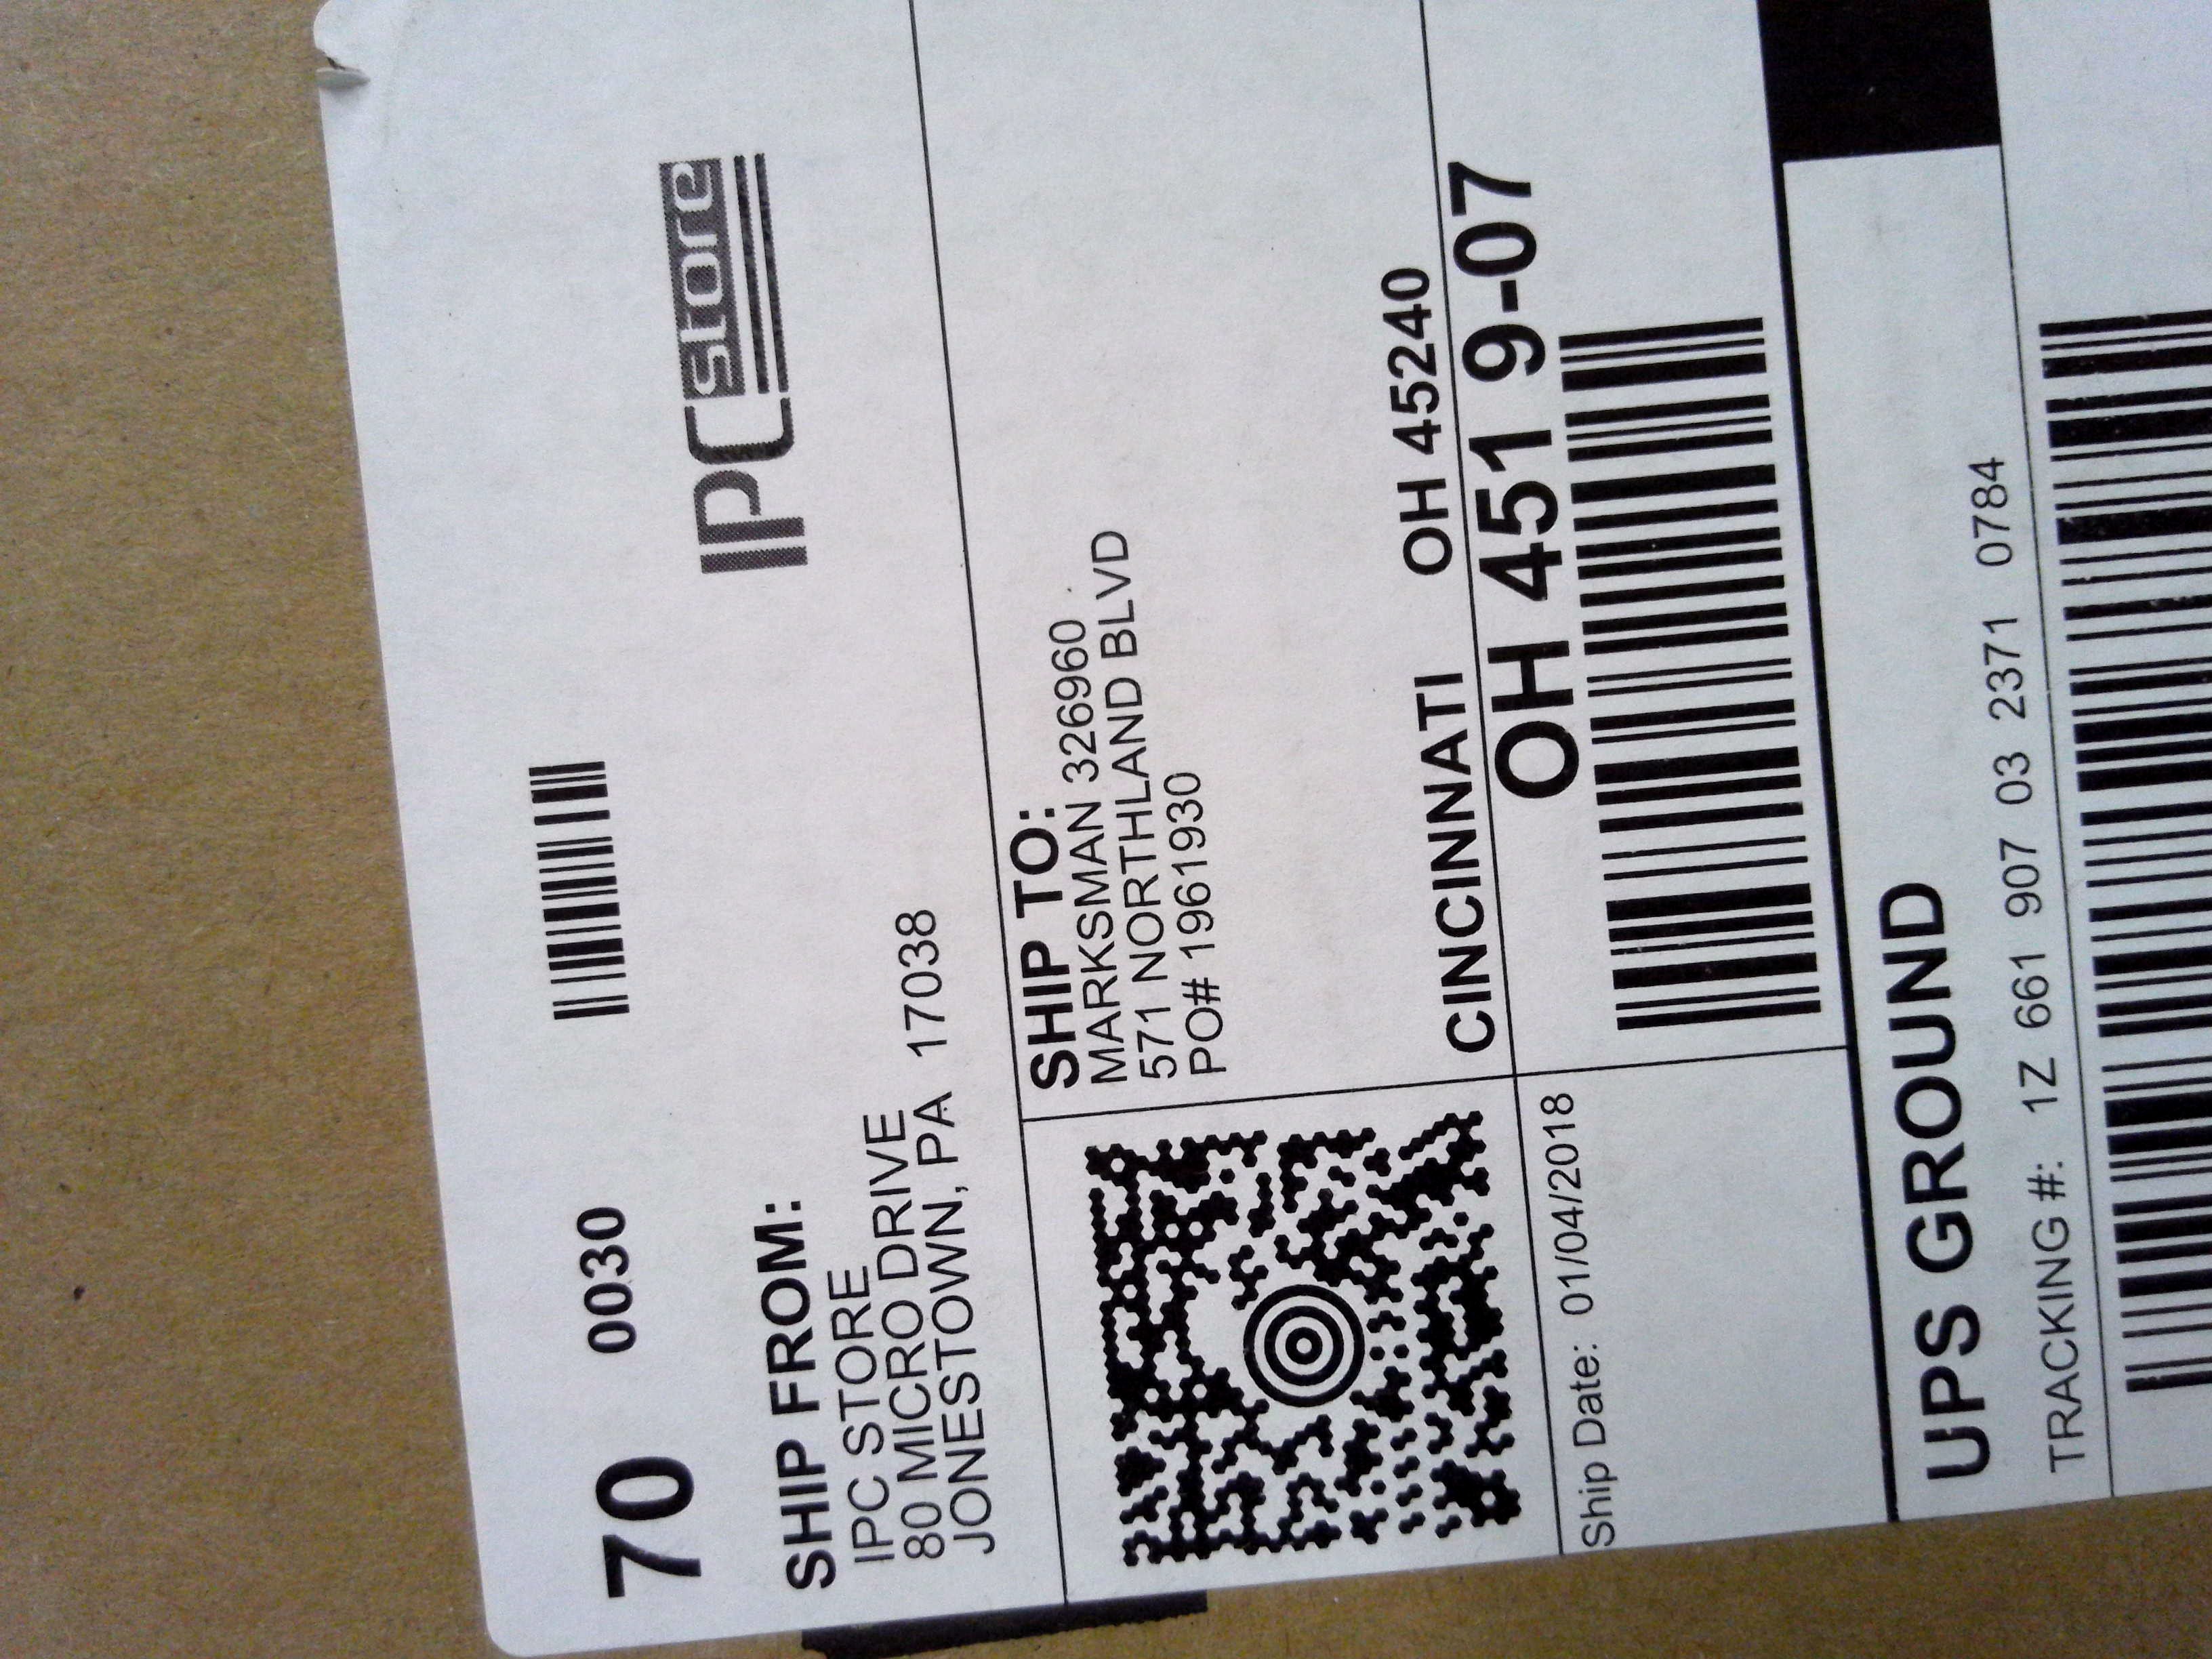 70 0030
IPC store
SHIP FROM:
IPC STORE
80 MICRO DRIVE
JONESTOWN, PA 17038
SHIP TO:
MARKSMAN 326960
571 NORTHLAND BLVD
PO# 1961930
CINCINNATI OH 45240
OH 451 9-07
Ship Date: 01/04/2018
UPS GROUND
TRACKING #: 1Z 661 907 03 2371 0784